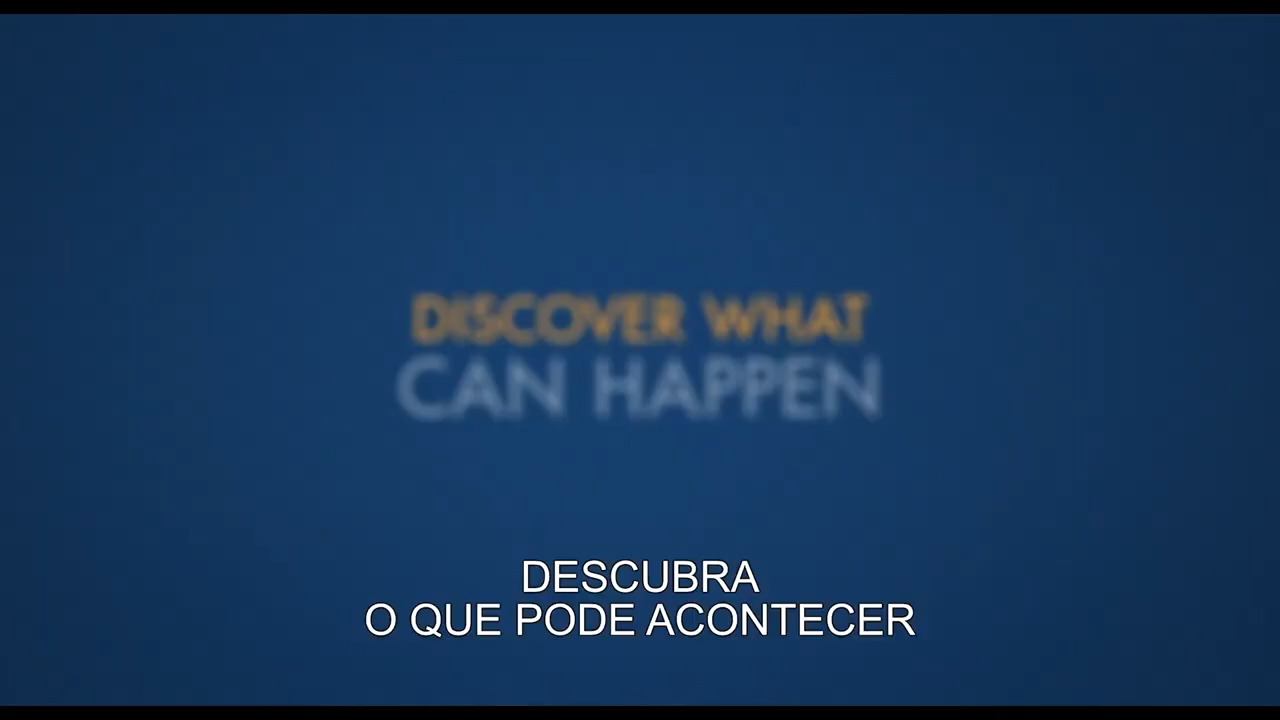 DISCOVER WHAT
CAN HAPPEN
DESCUBRA
O QUE PODE ACONTECER